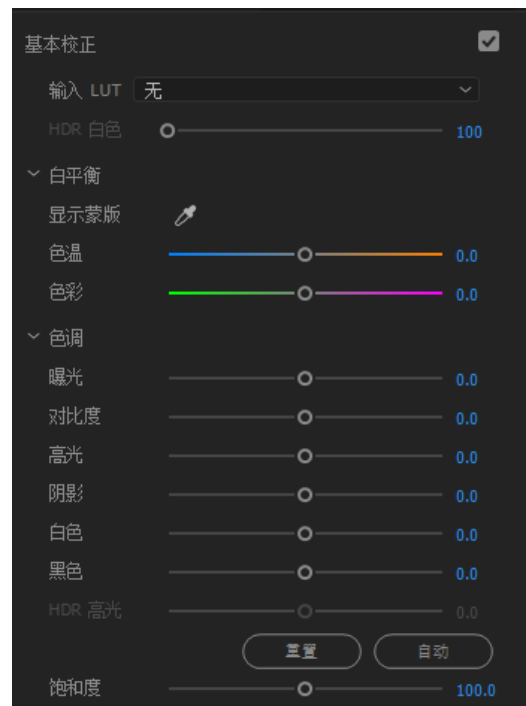 基本校正
输入 LUT 无
HDR 白色 100
白平衡
显示蒙版
色温 0.0
色彩 0.0
色调
曝光 0.0
对比度 0.0
高光 0.0
阴影 0.0
白色 0.0
黑色 0.0
HDR 高光 0.0
重置 自动
饱和度 100.0